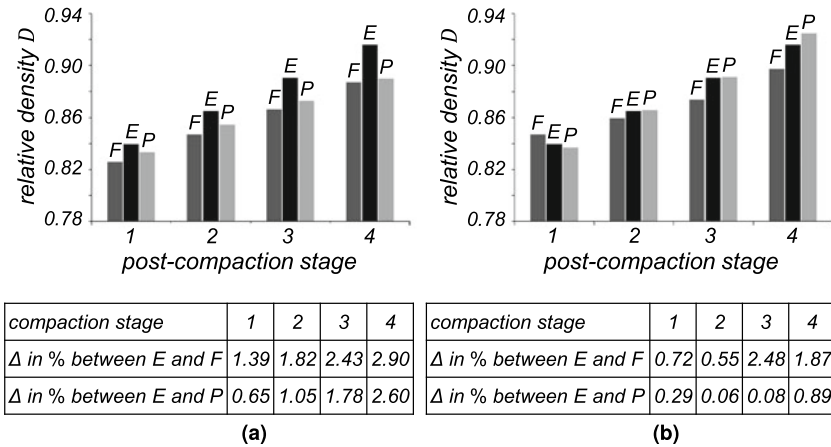 relative density D
0.94
0.90
0.86
0.82
0.78
F E P
F E P
F E P
F E P
1 2 3 4
post-compaction stage
compaction stage 1 2 3 4
Δ in % between E and F 1.39 1.82 2.43 2.90
Δ in % between E and P 0.65 1.05 1.78 2.60
(a)
relative density D
0.94
0.90
0.86
0.82
0.78
F E P
F E P
F E P
F E P
1 2 3 4
post-compaction stage
compaction stage 1 2 3 4
Δ in % between E and F 0.72 0.55 2.48 1.87
Δ in % between E and P 0.29 0.06 0.08 0.89
(b)